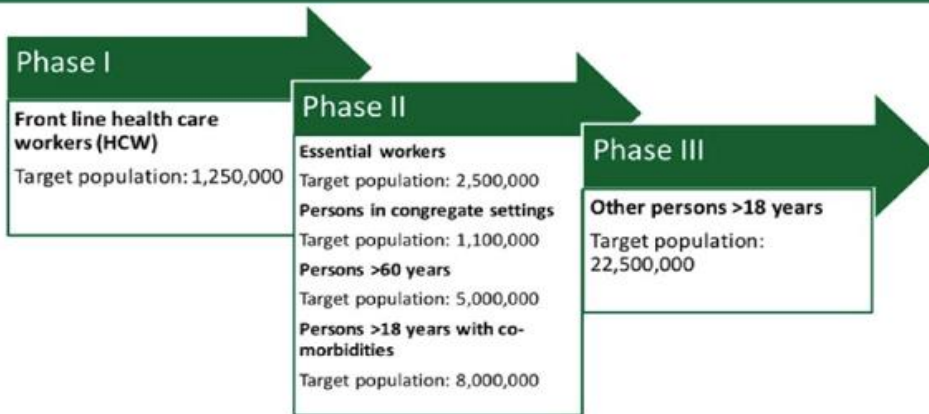 Phase I
Front line health care
workers (HCW)
Target population: 1,250,000
Phase II
Essential workers
Target population: 2,500,000
Persons in congregate settings
Target population: 1,100,000
Persons >60 years
Target population: 5,000,000
Persons >18 years with co-
morbidities
Target population: 8,000,000
Phase III
Other persons >18 years
Target population:
22,500,000